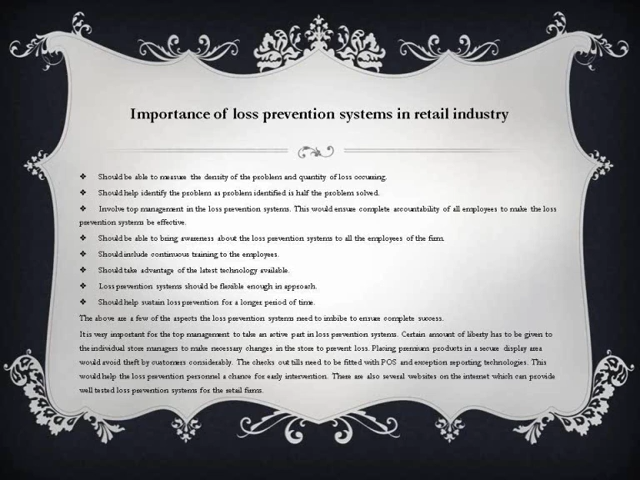 Importance of loss prevention systems in retail industry
❖ Should be able to measure the density of the problem and quantity of loss occurring.
❖ Should help identify the problem as problem identified is half the problem solved.
❖ Involve top management in the loss prevention systems. This would ensure complete accountability of all employees to make the loss
prevention systems be effective.
❖ Should be able to bring awareness about the loss prevention systems to all the employees of the firm.
❖ Should include continuous training to the employees.
❖ Should take advantage of the latest technology available.
❖ Loss prevention systems should be flexible enough in approach.
❖ Should help sustain loss prevention for a longer period of time.
The above are a few of the aspects the loss prevention systems need to imbibe to ensure complete success.
It is very important for the top management to take an active part in loss prevention systems. Certain amount of liberty has to be given to
the individual store managers to make necessary changes in the store to prevent loss. Placing premium products in a secure display area
would avoid theft by customers considerably. The checks out tills need to be fitted with POS and exception reporting technologies. This
would help the loss prevention personnel a chance for early intervention. There are also several websites on the internet which can provide
well tested loss prevention systems for the retail firms.